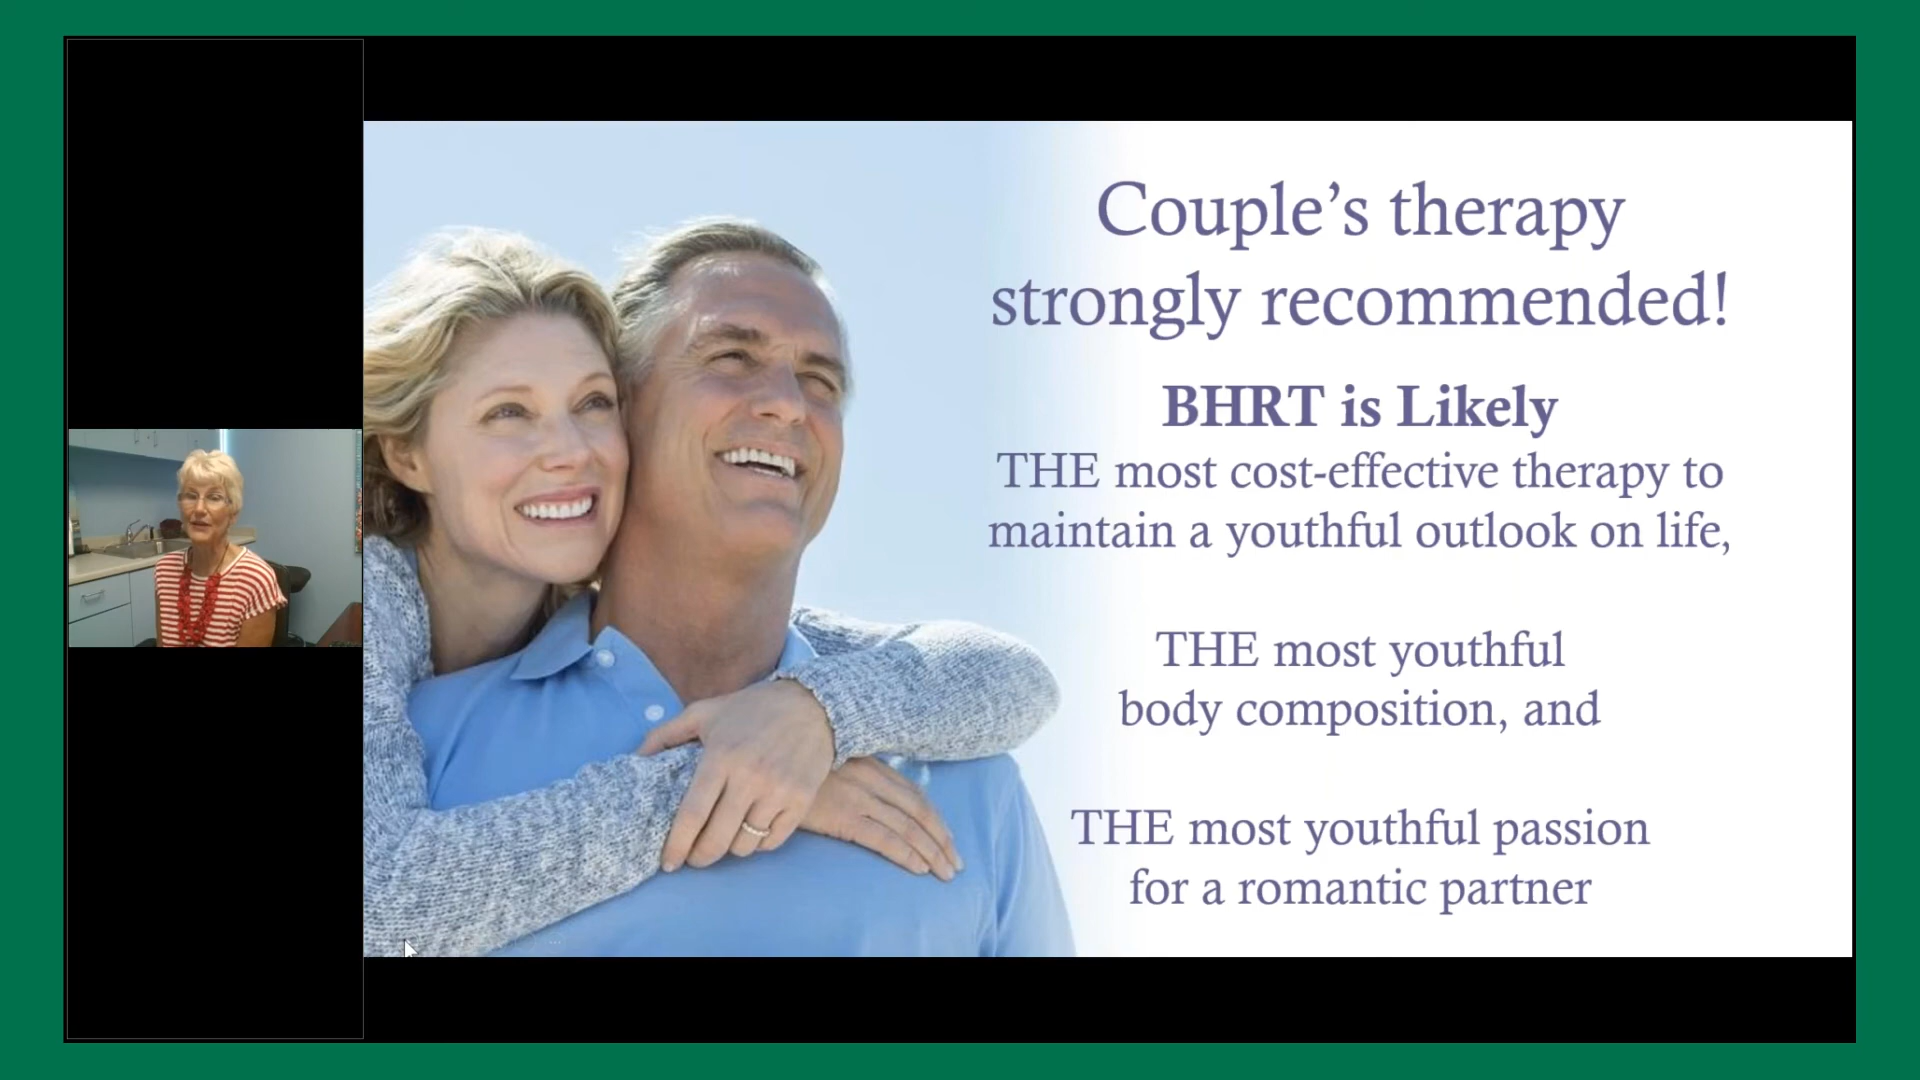 Couple’s therapy
strongly recommended!
BHRT is Likely
THE most cost-effective therapy to
maintain a youthful outlook on life,
THE most youthful
body composition, and
THE most youthful passion
for a romantic partner